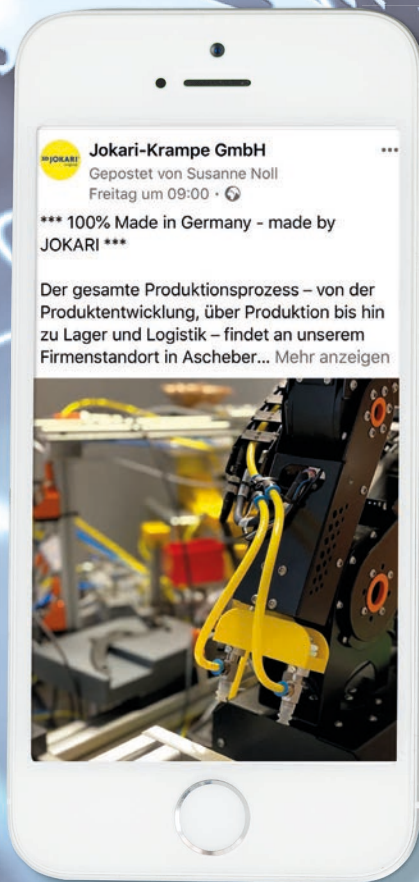 JOKARI
Jokari-Krampe GmbH
Gepostet von Susanne Noll
Freitag um 09:00 ·
*** 100% Made in Germany - made by
JOKARI ***
Der gesamte Produktionsprozess – von der
Produktentwicklung, über Produktion bis hin
zu Lager und Logistik – findet an unserem
Firmenstandort in Ascheber... Mehr anzeigen